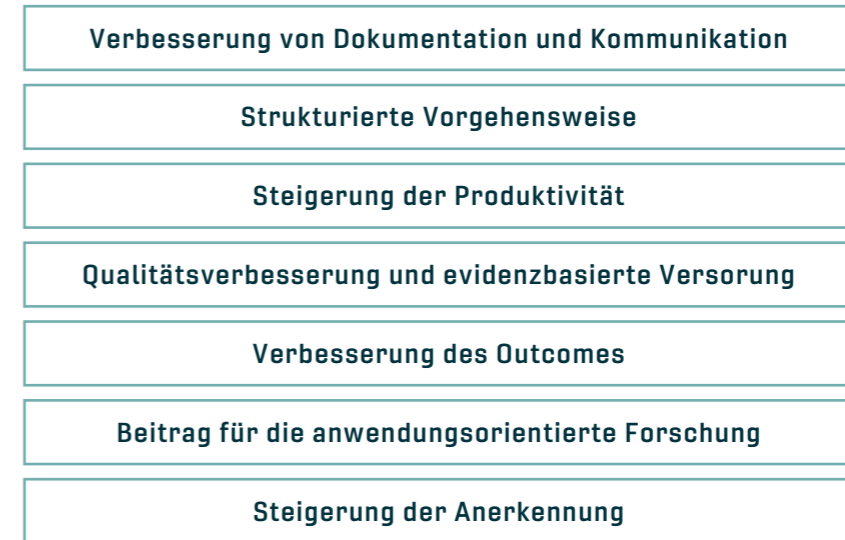 Verbesserung von Dokumentation und Kommunikation
Strukturierte Vorgehensweise
Steigerung der Produktivität
Qualitätsverbesserung und evidenzbasierte Versorung
Verbesserung des Outcomes
Beitrag für die anwendungsorientierte Forschung
Steigerung der Anerkennung